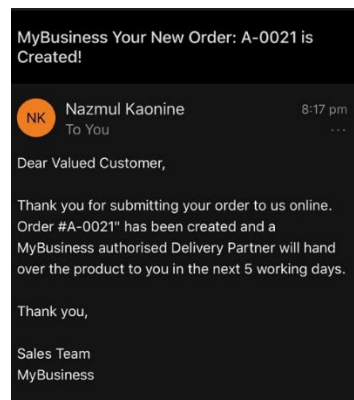 MyBusiness Your New Order: A-0021 is
Created!
NK
Nazmul Kaonine
8:17 pm
To You
...
Dear Valued Customer,
Thank you for submitting your order to us online.
Order #A-0021" has been created and a
MyBusiness authorised Delivery Partner will hand
over the product to you in the next 5 working days.
Thank you,
Sales Team
MyBusiness